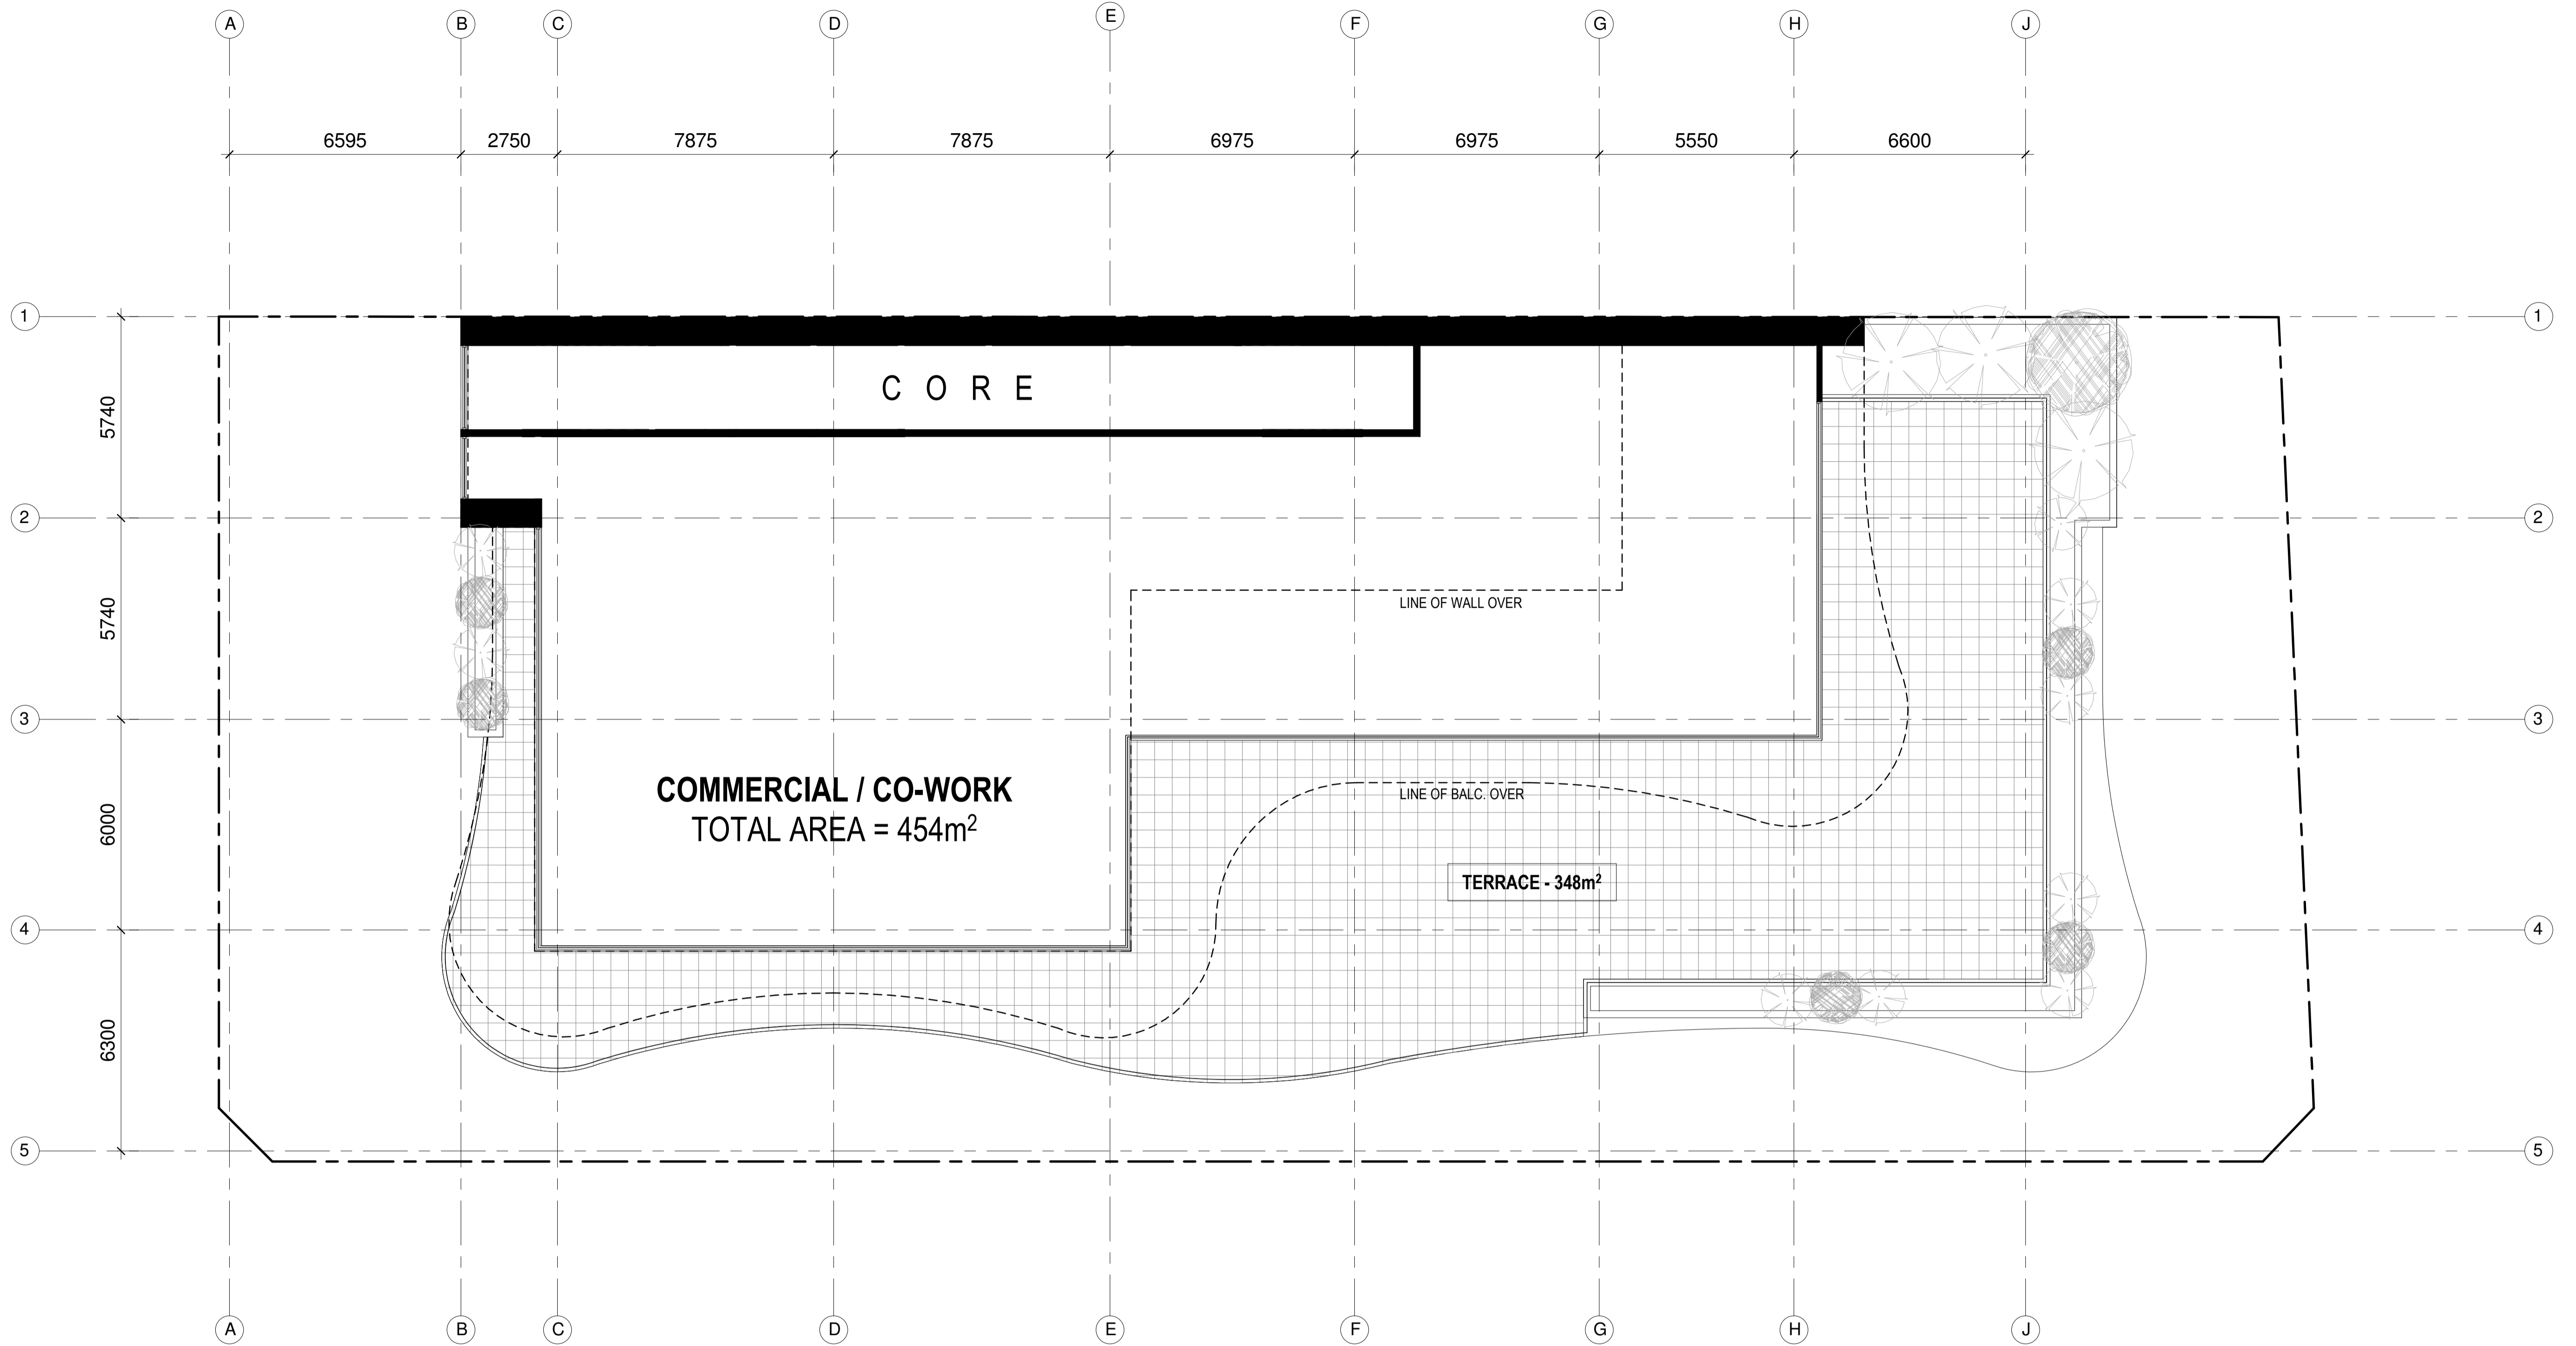 A B C D E F G H J
6595 2750 7875 7875 6975 6975 5550 6600
1 1
C O R E
5740
2 2
LINE OF WALL OVER
5740
3 3
COMMERCIAL / CO-WORK
LINE OF BALC. OVER
TOTAL AREA = 454m²
6000
TERRACE - 348m²
4 4
6300
5 5
A B C D E F G H J